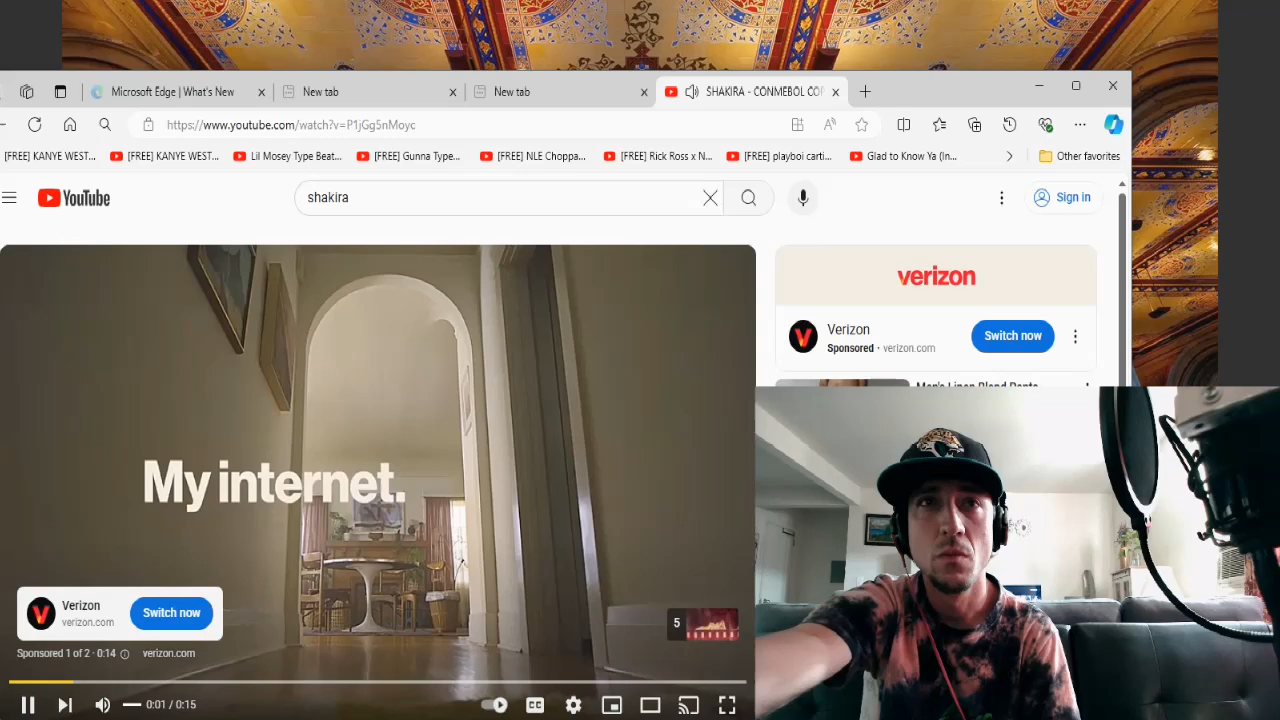 Microsoft Edge | What's New
New tab
New tab
SHAKIRA - CONMEBOL COP
https://www.youtube.com/watch?v=P1jGg5nMoyc
[FREE] KANYE WEST...
[FREE] KANYE WEST...
Lil Mosey Type Beat...
[FREE] Gunna Type...
[FREE] NLE Choppa...
[FREE] Rick Ross x N...
[FREE] playboi carti...
Glad to Know Ya (In...
Other favorites
YouTube
shakira
Sign in
verizon
Verizon
Sponsored · verizon.com
Switch now
My internet.
Verizon
verizon.com
Switch now
5
Sponsored 1 of 2 · 0:14
verizon.com
0:01 / 0:15
CC